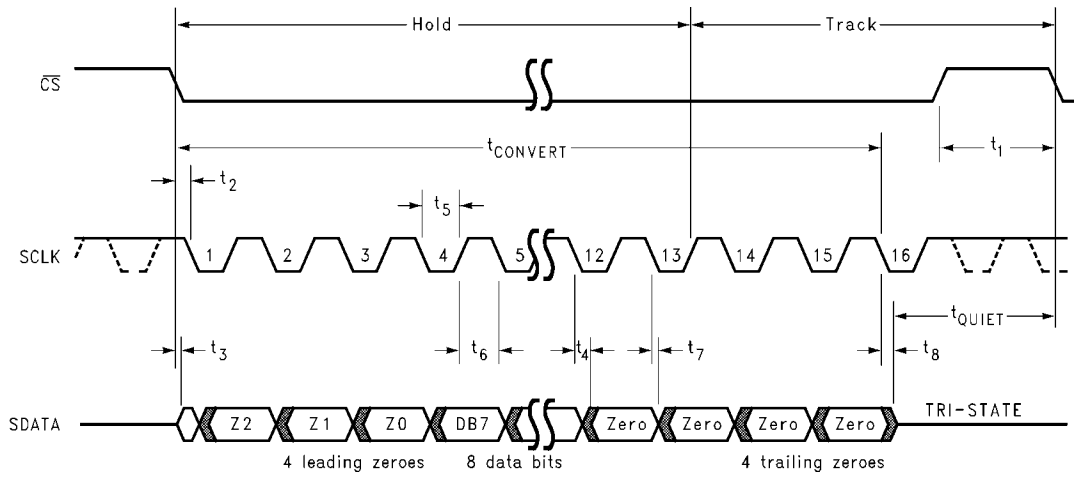 Hold Track
CS
tCONVERT t1
t2
t5
SCLK 1 2 3 4 5 12 13 14 15 16
tQUIET
t3 t6 t4 t7 t8
SDATA Z2 Z1 Z0 DB7 Zero Zero Zero Zero TRI-STATE
4 leading zeroes 8 data bits 4 trailing zeroes